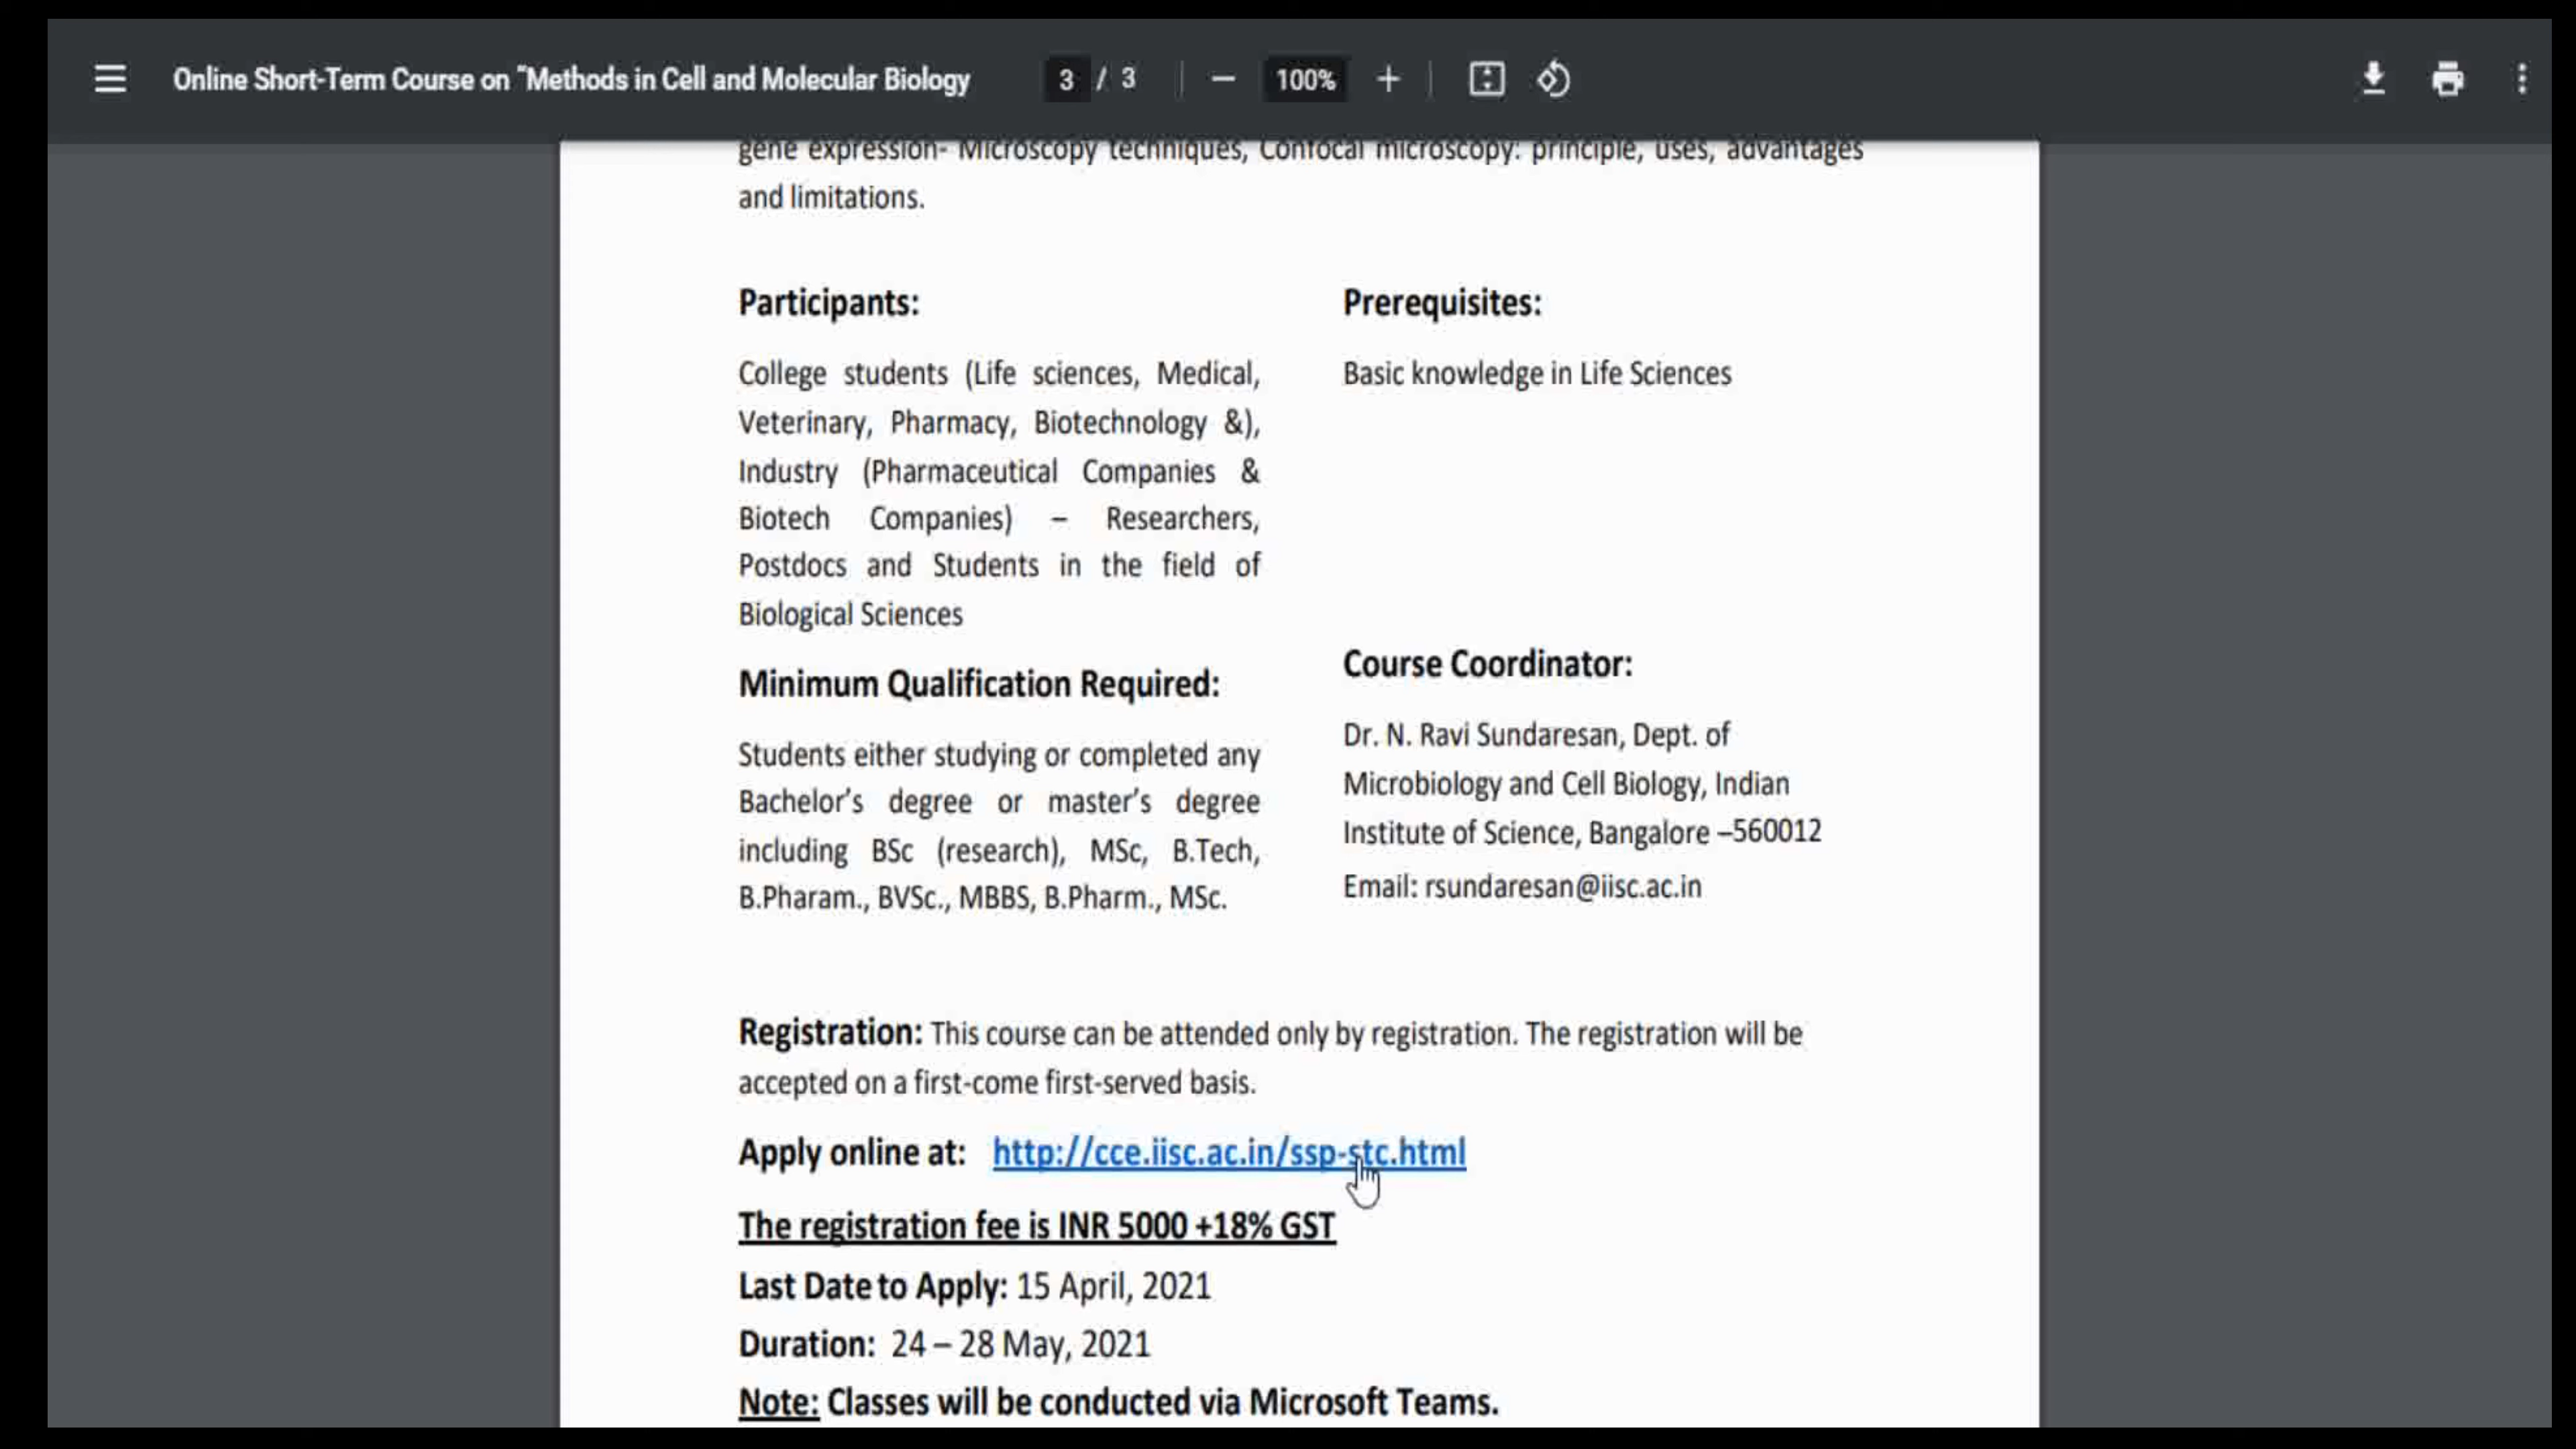 Online Short-Term Course on "Methods in Cell and Molecular Biology
3 / 3
100%
gene expression- Microscopy techniques, Confocal microscopy: principle, uses, advantages
and limitations.
Participants:
College students (Life sciences, Medical,
Veterinary, Pharmacy, Biotechnology &),
Industry (Pharmaceutical Companies &
Biotech Companies) – Researchers,
Postdocs and Students in the field of
Biological Sciences
Minimum Qualification Required:
Students either studying or completed any
Bachelor's degree or master's degree
including BSc (research), MSc, B.Tech,
B.Pharam., BVSc., MBBS, B.Pharm., MSc.
Prerequisites:
Basic knowledge in Life Sciences
Course Coordinator:
Dr. N. Ravi Sundaresan, Dept. of
Microbiology and Cell Biology, Indian
Institute of Science, Bangalore –560012
Email: rsundaresan@iisc.ac.in
Registration: This course can be attended only by registration. The registration will be
accepted on a first-come first-served basis.
Apply online at: http://cce.iisc.ac.in/ssp-stc.html
The registration fee is INR 5000 +18% GST
Last Date to Apply: 15 April, 2021
Duration: 24 – 28 May, 2021
Note: Classes will be conducted via Microsoft Teams.